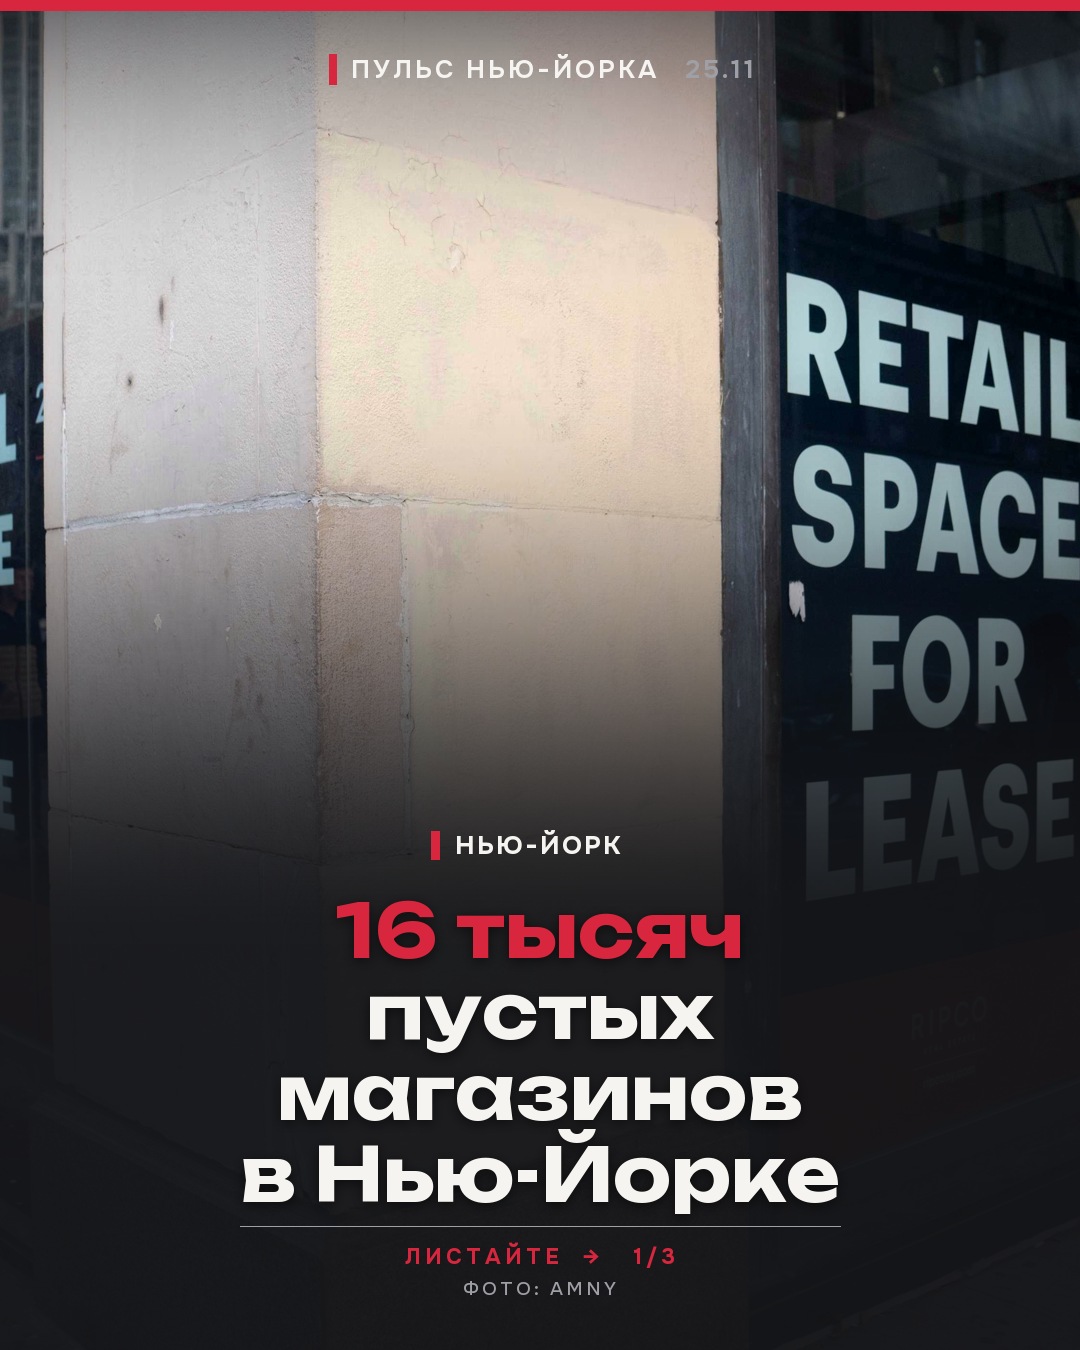 ПУЛЬС НЬЮ-ЙОРКА 25.11
RETAIL
SPACE
FOR
LEASE
RIPCO
НЬЮ-ЙОРК
16 тысяч
пустых
магазинов
в Нью-Йорке
ЛИСТАЙТЕ → 1/3
ФОТО: AMNY